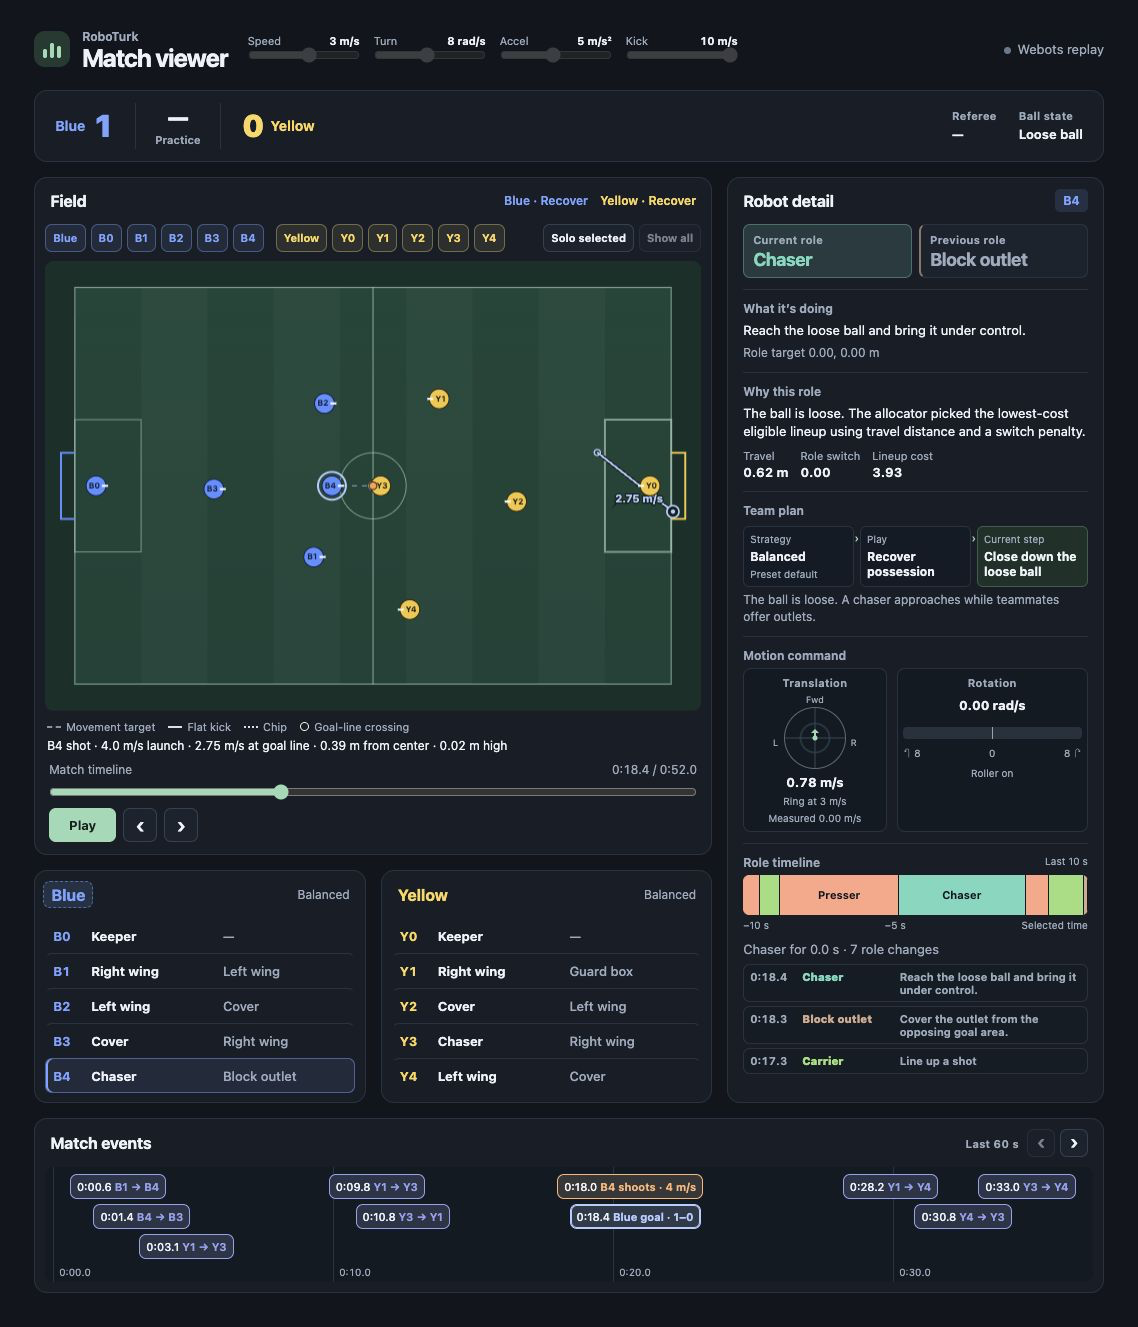 RoboTurk
Match viewer
Speed 3 m/s
Turn 8 rad/s
Accel 5 m/s²
Kick 10 m/s
Webots replay
Blue 1
—
Practice
0 Yellow
Referee
—
Ball state
Loose ball
Field
Blue · Recover Yellow · Recover
Blue B0 B1 B2 B3 B4 Yellow Y0 Y1 Y2 Y3 Y4 Solo selected Show all
B2
Y1
B0
B3
B4
Y3
Y2
Y0
2.75 m/s
B1
Y4
Movement target Flat kick Chip Goal-line crossing
B4 shot · 4.0 m/s launch · 2.75 m/s at goal line · 0.39 m from center · 0.02 m high
Match timeline 0:18.4 / 0:52.0
Play ‹ ›
Blue Balanced
B0 Keeper —
B1 Right wing Left wing
B2 Left wing Cover
B3 Cover Right wing
B4 Chaser Block outlet
Yellow Balanced
Y0 Keeper —
Y1 Right wing Guard box
Y2 Cover Left wing
Y3 Chaser Right wing
Y4 Left wing Cover
Robot detail B4
Current role
Chaser
Previous role
Block outlet
What it's doing
Reach the loose ball and bring it under control.
Role target 0.00, 0.00 m
Why this role
The ball is loose. The allocator picked the lowest-cost
eligible lineup using travel distance and a switch penalty.
Travel Role switch Lineup cost
0.62 m 0.00 3.93
Team plan
Strategy
Balanced
Preset default
›
Play
Recover
possession
›
Current step
Close down the
loose ball
The ball is loose. A chaser approaches while teammates
offer outlets.
Motion command
Translation
Fwd
L R
0.78 m/s
Ring at 3 m/s
Measured 0.00 m/s
Rotation
0.00 rad/s
8 0 8
Roller on
Role timeline Last 10 s
Presser Chaser
−10 s −5 s Selected time
Chaser for 0.0 s · 7 role changes
0:18.4 Chaser Reach the loose ball and bring it
under control.
0:18.3 Block outlet Cover the outlet from the
opposing goal area.
0:17.3 Carrier Line up a shot
Match events Last 60 s ‹ ›
0:00.6 B1 → B4 0:09.8 Y1 → Y3 0:18.0 B4 shoots · 4 m/s 0:28.2 Y1 → Y4 0:33.0 Y3 → Y4
0:01.4 B4 → B3 0:10.8 Y3 → Y1 0:18.4 Blue goal · 1–0 0:30.8 Y4 → Y3
0:03.1 Y1 → Y3
0:00.0 0:10.0 0:20.0 0:30.0